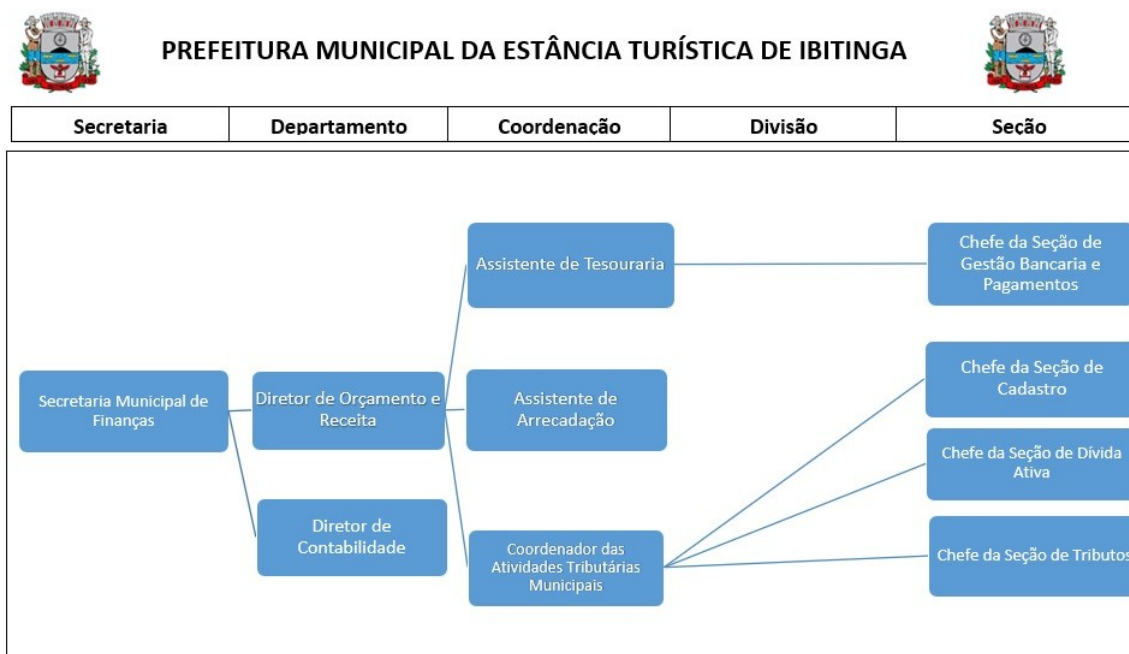 PREFEITURA MUNICIPAL DA ESTÂNCIA TURÍSTICA DE IBITINGA
Secretaria
Departamento
Coordenação
Divisão
Seção
Assistente de Tesouraria
Chefe da Seção de
Gestão Bancaria e
Pagamentos
Secretaria Municipal de
Finanças
Diretor de Orçamento e
Receita
Assistente de
Arrecadação
Chefe da Seção de
Cadastro
Chefe da Seção de Dívida
Ativa
Diretor de
Contabilidade
Coordenador das
Atividades Tributárias
Municipais
Chefe da Seção de Tributos